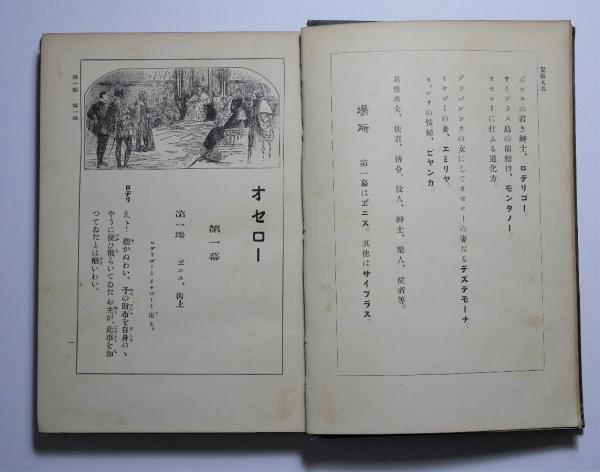 登場人名
ヹニスの若き紳士、ロデリゴー。
サイプラス島の前總督、モンタノー。
オセローに仕ふる道化方。
ブラバンシオの女にしてオセローの妻たるデズデモーナ。
イヤゴーの妻、エミリヤ。
キャシオの情婦、ビヤンカ。
其他水夫、使者、傳令、役人、紳士、樂人、從者等。
場所 第一幕はヹニス。其他はサイプラス。
オセロー
第一幕
第一場 ヹニス。街上
ロデリゴーとイヤゴーと出る。
ロデリ
えゝ! 聽かぬわい。予の財布を自身のゝ
やうに使ひ散らいてゐたお主が、此事を知
つてゐたとは酷いわい。
第一幕 第一場
一